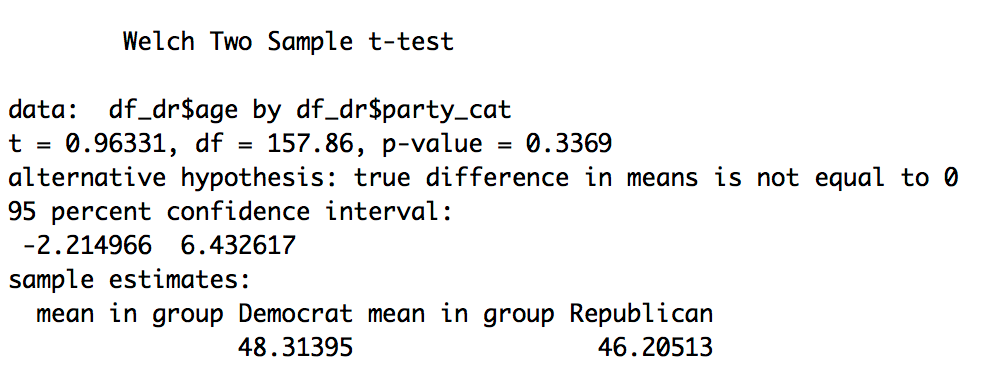 Welch Two Sample t-test
data:  df_dr$age by df_dr$party_cat
t = 0.96331, df = 157.86, p-value = 0.3369
alternative hypothesis: true difference in means is not equal to 0
95 percent confidence interval:
 -2.214966  6.432617
sample estimates:
  mean in group Democrat mean in group Republican
                48.31395                 46.20513